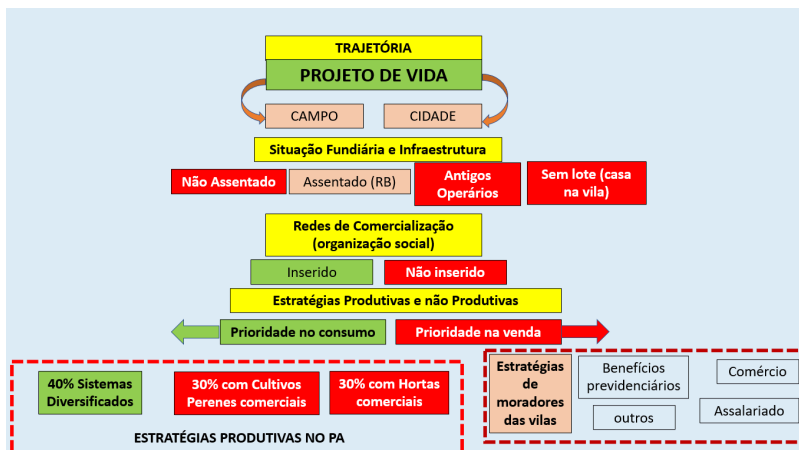 TRAJETÓRIA
PROJETO DE VIDA
CAMPO
CIDADE
Situação Fundiária e Infraestrutura
Não Assentado
Assentado (RB)
Antigos
Operários
Sem lote (casa
na vila)
Redes de Comercialização
(organização social)
Inserido
Não inserido
Estratégias Produtivas e não Produtivas
Prioridade no consumo
Prioridade na venda
40% Sistemas
Diversificados
30% com Cultivos
Perenes comerciais
30% com Hortas
comerciais
ESTRATÉGIAS PRODUTIVAS NO PA
Estratégias
de
moradores
das vilas
Benefícios
previdenciários
Comércio
outros
Assalariado